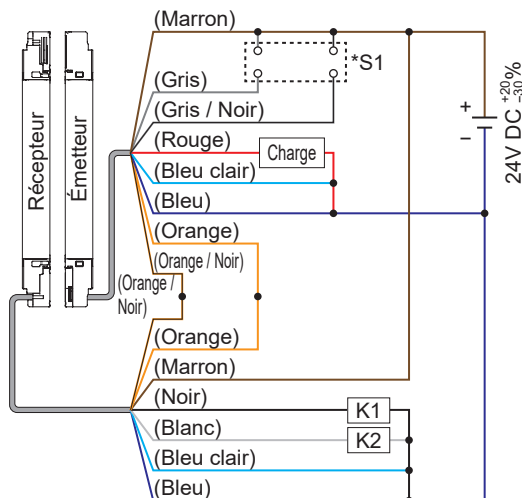 (Marron)
*S1
(Gris)
(Gris / Noir)
(Rouge)
Charge
(Bleu clair)
(Bleu)
(Orange)
(Orange / Noir)
(Orange /
Noir)
(Orange)
(Marron)
(Noir)
K1
(Blanc)
K2
(Bleu clair)
(Bleu)
Récepteur
Émetteur
+
−
24V DC +20 −30 %